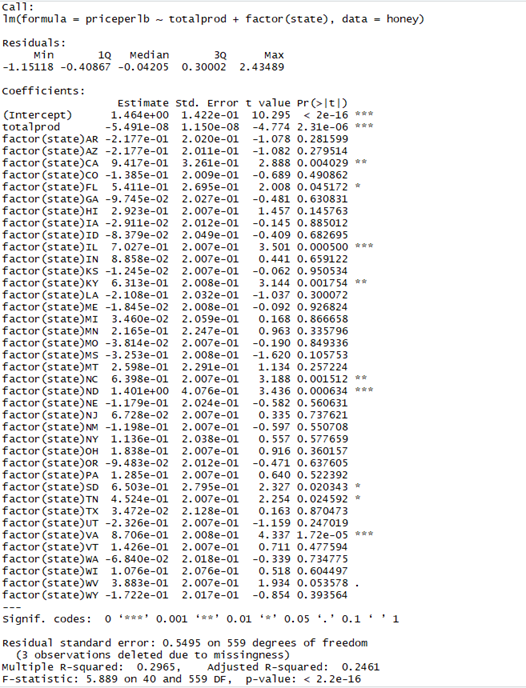 Call:
lm(formula = priceperlb ~ totalprod + factor(state), data = honey)
Residuals:
Min 1Q Median 3Q Max
-1.15118 -0.40867 -0.04205 0.30002 2.43489
Coefficients:
Estimate Std. Error t value Pr(>|t|)
(Intercept) 1.464e+00 1.422e-01 10.295 < 2e-16 ***
totalprod -5.491e-08 1.150e-08 -4.774 2.31e-06 ***
factor(state)AR -2.177e-01 2.020e-01 -1.078 0.281599
factor(state)AZ -2.177e-01 2.011e-01 -1.082 0.279514
factor(state)CA 9.417e-01 3.261e-01 2.888 0.004029 **
factor(state)CO -1.385e-01 2.009e-01 -0.689 0.490862
factor(state)FL 5.411e-01 2.695e-01 2.008 0.045172 *
factor(state)GA -9.745e-02 2.027e-01 -0.481 0.630831
factor(state)HI 2.923e-01 2.007e-01 1.457 0.145763
factor(state)IA -2.911e-02 2.012e-01 -0.145 0.885012
factor(state)ID -8.379e-02 2.049e-01 -0.409 0.682695
factor(state)IL 7.027e-01 2.007e-01 3.501 0.000500 ***
factor(state)IN 8.858e-02 2.007e-01 0.441 0.659122
factor(state)KS -1.245e-02 2.007e-01 -0.062 0.950534
factor(state)KY 6.313e-01 2.008e-01 3.144 0.001754 **
factor(state)LA -2.108e-01 2.032e-01 -1.037 0.300072
factor(state)ME -1.845e-02 2.008e-01 -0.092 0.926824
factor(state)MI 3.460e-02 2.059e-01 0.168 0.866658
factor(state)MN 2.165e-01 2.247e-01 0.963 0.335796
factor(state)MO -3.814e-02 2.007e-01 -0.190 0.849336
factor(state)MS -3.253e-01 2.008e-01 -1.620 0.105753
factor(state)MT 2.598e-01 2.291e-01 1.134 0.257224
factor(state)NC 6.398e-01 2.007e-01 3.188 0.001512 **
factor(state)ND 1.401e+00 4.076e-01 3.436 0.000634 ***
factor(state)NE -1.179e-01 2.024e-01 -0.582 0.560631
factor(state)NJ 6.728e-02 2.007e-01 0.335 0.737621
factor(state)NM -1.198e-01 2.007e-01 -0.597 0.550708
factor(state)NY 1.136e-01 2.038e-01 0.557 0.577659
factor(state)OH 1.838e-01 2.007e-01 0.916 0.360157
factor(state)OR -9.483e-02 2.012e-01 -0.471 0.637605
factor(state)PA 1.285e-01 2.007e-01 0.640 0.522392
factor(state)SD 6.503e-01 2.795e-01 2.327 0.020343 *
factor(state)TN 4.524e-01 2.007e-01 2.254 0.024592 *
factor(state)TX 3.472e-02 2.128e-01 0.163 0.870473
factor(state)UT -2.326e-01 2.007e-01 -1.159 0.247019
factor(state)VA 8.706e-01 2.008e-01 4.337 1.72e-05 ***
factor(state)VT 1.426e-01 2.007e-01 0.711 0.477594
factor(state)WA -6.840e-02 2.018e-01 -0.339 0.734775
factor(state)WI 1.076e-01 2.076e-01 0.518 0.604497
factor(state)WV 3.883e-01 2.007e-01 1.934 0.053578 .
factor(state)WY -1.722e-01 2.017e-01 -0.854 0.393564
---
Signif. codes: 0 ‘***’ 0.001 ‘**’ 0.01 ‘*’ 0.05 ‘.’ 0.1 ‘ ’ 1
Residual standard error: 0.5495 on 559 degrees of freedom
(3 observations deleted due to missingness)
Multiple R-squared: 0.2965, Adjusted R-squared: 0.2461
F-statistic: 5.889 on 40 and 559 DF, p-value: < 2.2e-16